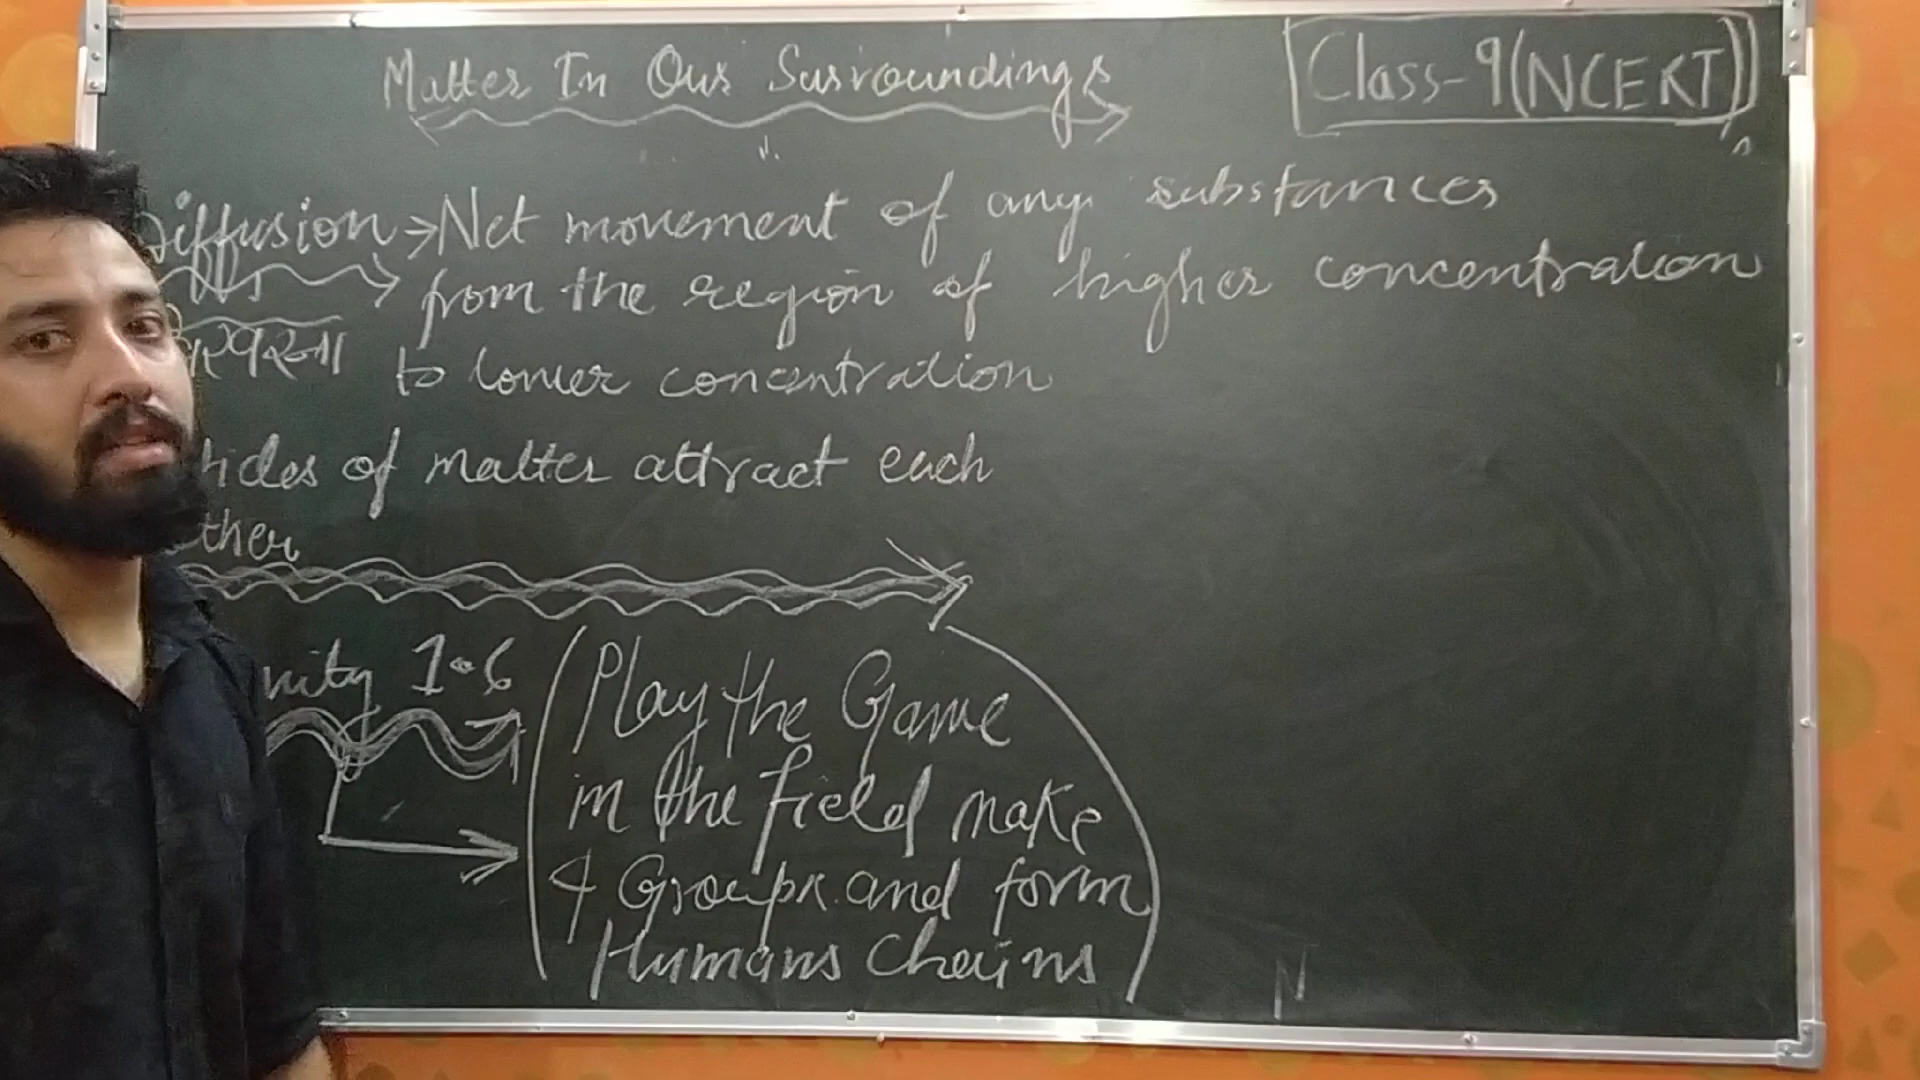 Matter In Our Surroundings
Class-9(NCERT)
Diffusion → Net movement of any substances
from the region of higher concentration
to lower concentration
ticles of matter attract each
ther
vity 1.6
Play the Game
in the field make
4 Groups and form
Humans Chains
N